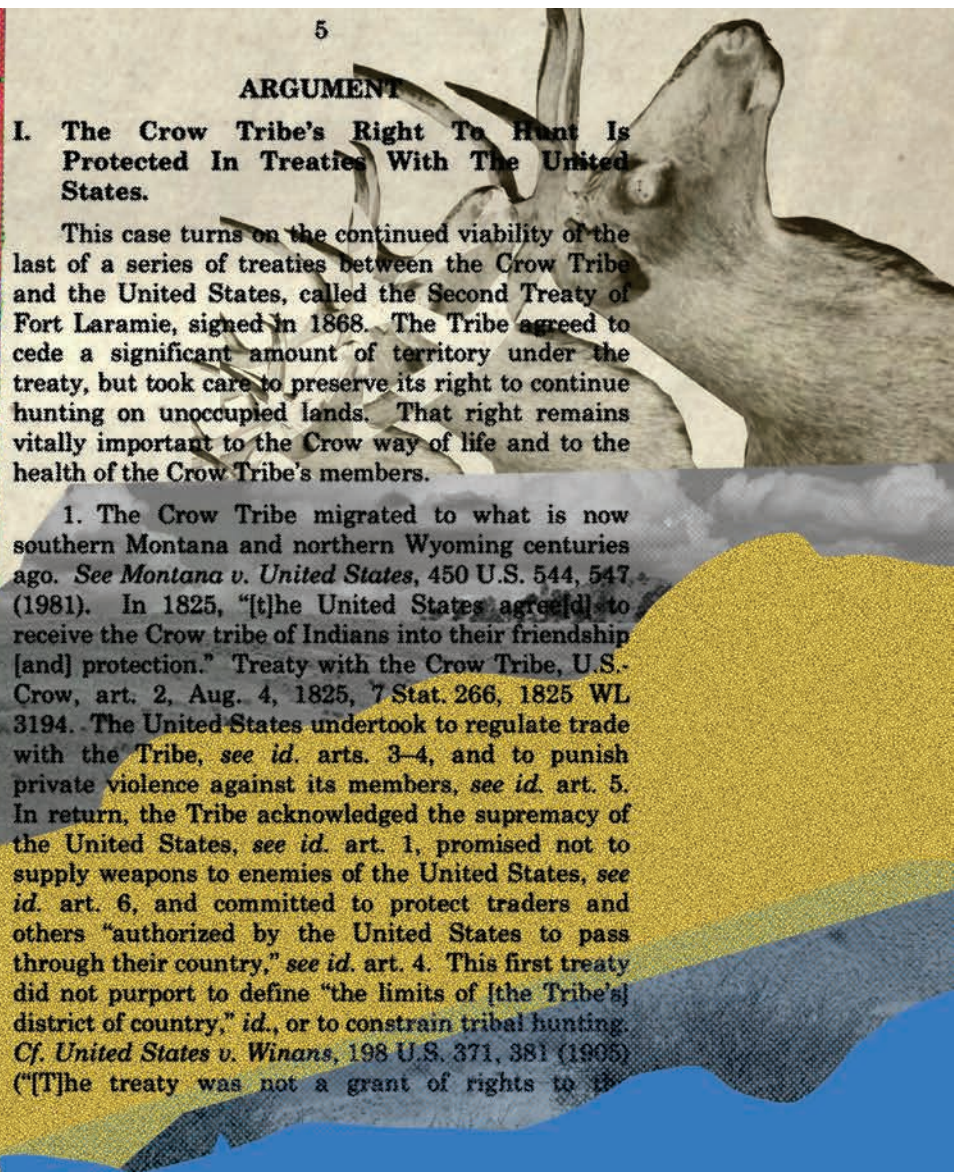 5
ARGUMENT
I. The Crow Tribe's Right To Hunt Is
Protected In Treaties With The United
States.
This case turns on the continued viability of the
last of a series of treaties between the Crow Tribe
and the United States, called the Second Treaty of
Fort Laramie, signed in 1868. The Tribe agreed to
cede a significant amount of territory under the
treaty, but took care to preserve its right to continue
hunting on unoccupied lands. That right remains
vitally important to the Crow way of life and to the
health of the Crow Tribe's members.
1. The Crow Tribe migrated to what is now
southern Montana and northern Wyoming centuries
ago. See Montana v. United States, 450 U.S. 544, 547
(1981). In 1825, “[t]he United States agree[d] to
receive the Crow tribe of Indians into their friendship
[and] protection.” Treaty with the Crow Tribe, U.S.-
Crow, art. 2, Aug. 4, 1825, 7 Stat. 266, 1825 WL
3194. The United States undertook to regulate trade
with the Tribe, see id. arts. 3–4, and to punish
private violence against its members, see id. art. 5.
In return, the Tribe acknowledged the supremacy of
the United States, see id. art. 1, promised not to
supply weapons to enemies of the United States, see
id. art. 6, and committed to protect traders and
others “authorized by the United States to pass
through their country,” see id. art. 4. This first treaty
did not purport to define “the limits of [the Tribe's]
district of country,” id., or to constrain tribal hunting.
Cf. United States v. Winans, 198 U.S. 371, 381 (1905)
(“[T]he treaty was not a grant of rights to the